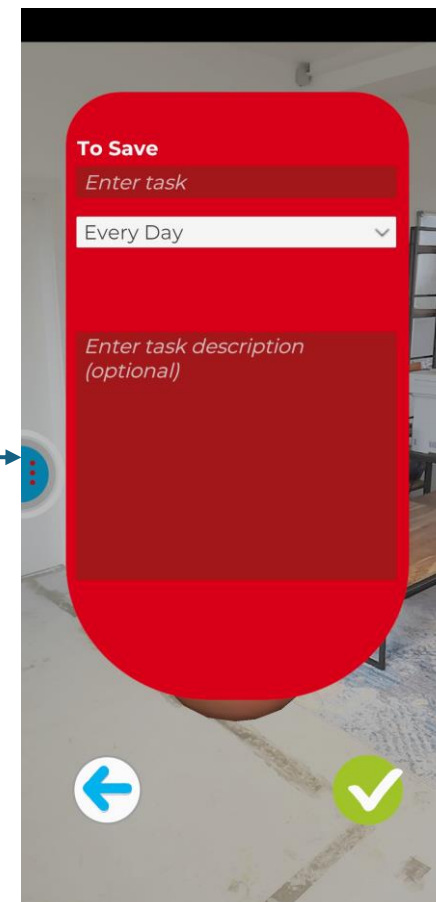 To Save
Enter task
Every Day
Enter task description
(optional)